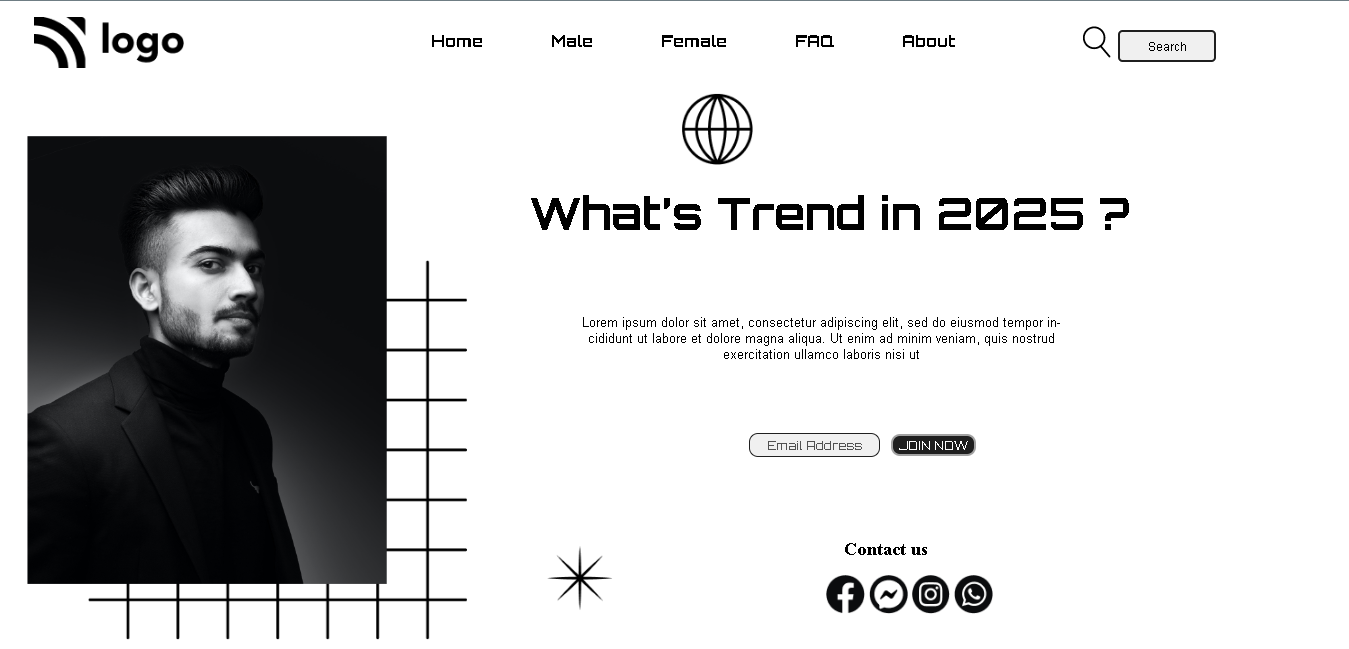 logo
Home
Male
Female
FAQ
About
Search
What's Trend in 2025 ?
Lorem ipsum dolor sit amet, consectetur adipiscing elit, sed do eiusmod tempor in-
cididunt ut labore et dolore magna aliqua. Ut enim ad minim veniam, quis nostrud
exercitation ullamco laboris nisi ut
Email Address
JOIN NOW
Contact us